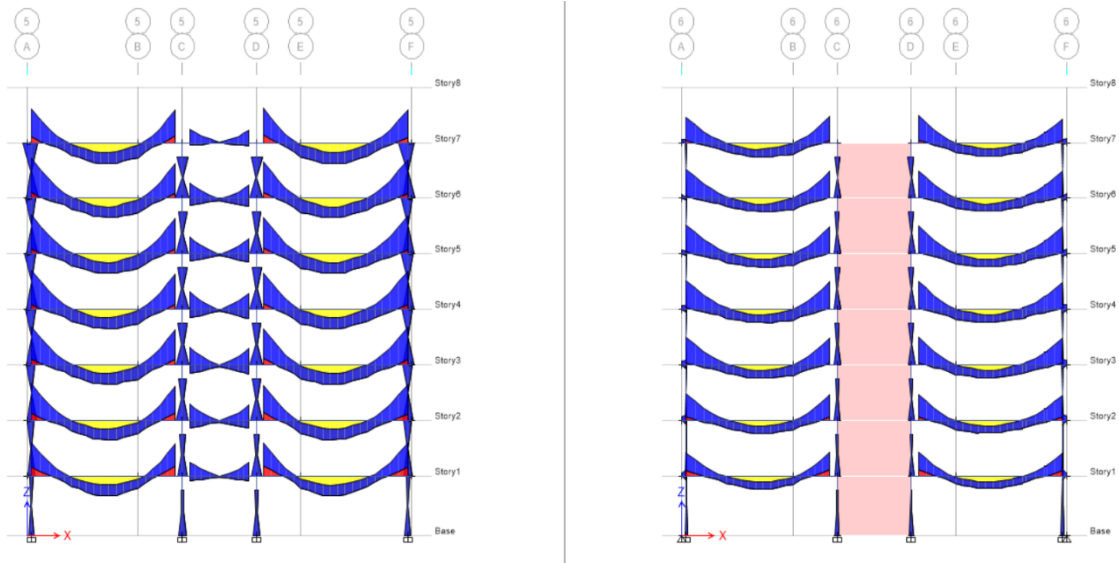 5 5 5 5 5 5
A B C D E F
Story8
Story7
Story6
Story5
Story4
Story3
Story2
Story1
Z
Base
X
6 6 6 6 6 6
A B C D E F
Story8
Story7
Story6
Story5
Story4
Story3
Story2
Story1
Z
Base
X